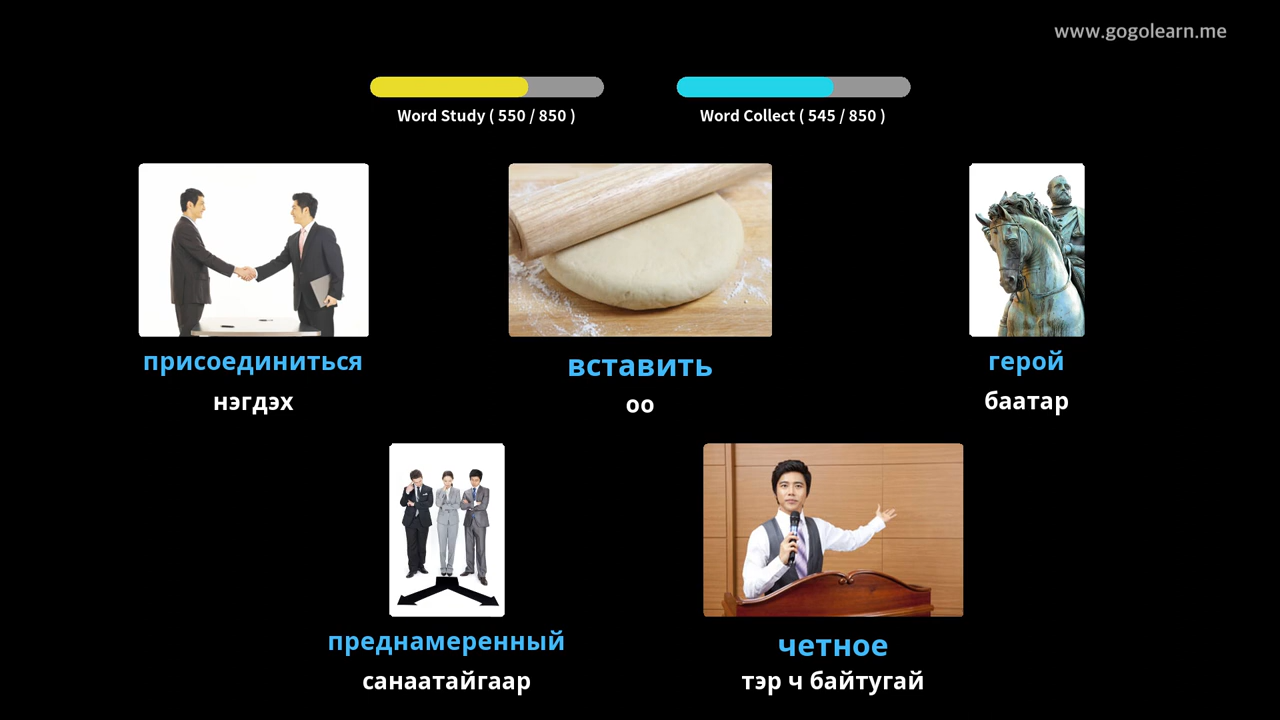 www.gogolearn.me
Word Study ( 550 / 850 )
Word Collect ( 545 / 850 )
присоединиться
нэгдэх
вставить
оо
герой
баатар
преднамеренный
санаатайгаар
четное
тэр ч байтугай